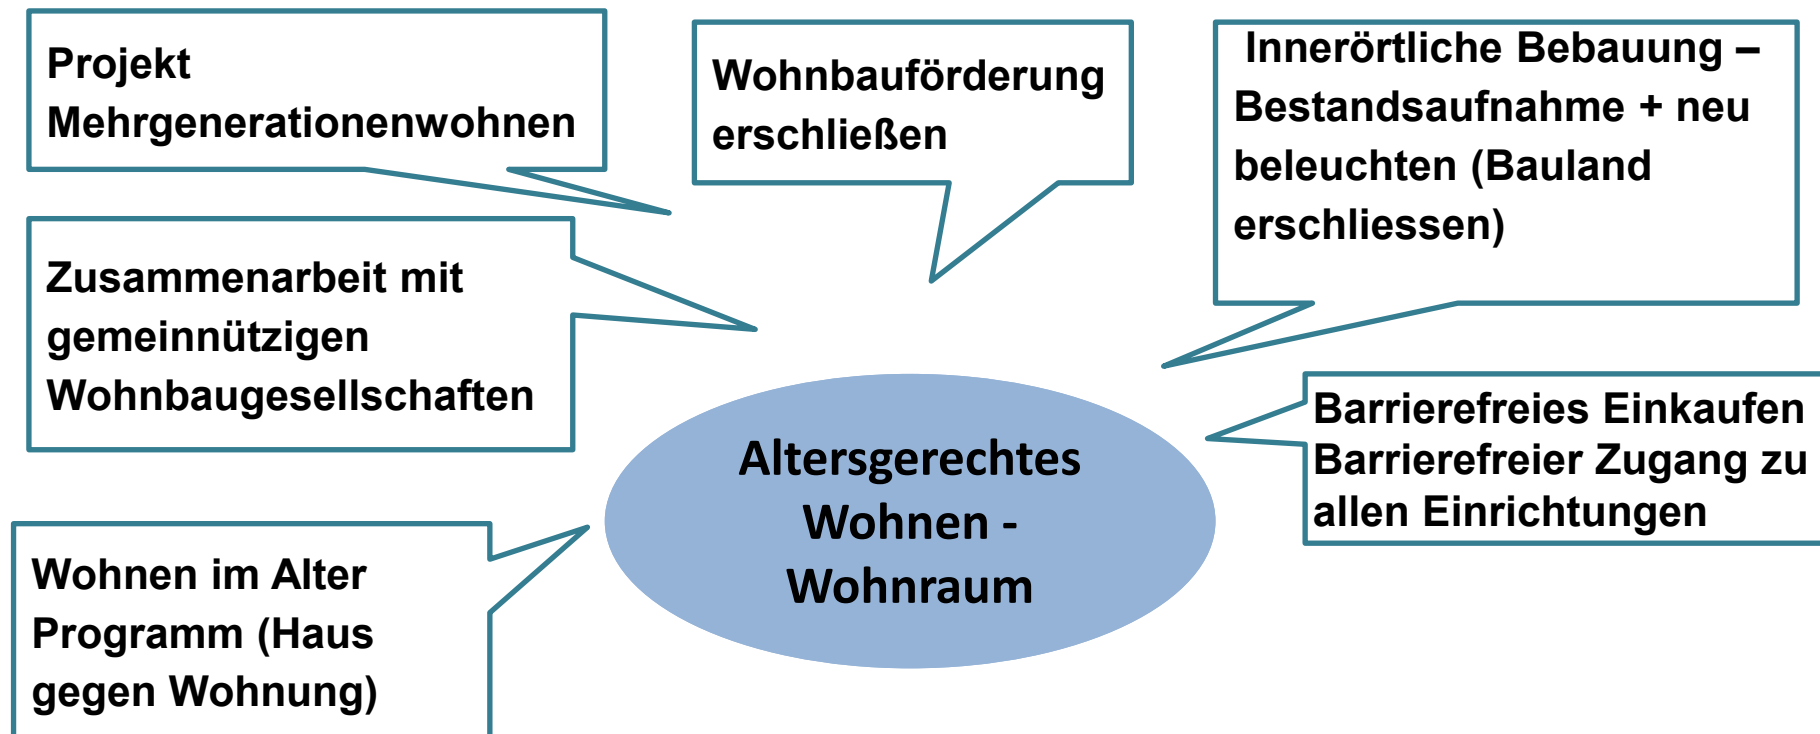 Projekt
Mehrgenerationenwohnen
Wohnbauförderung
erschließen
Innerörtliche Bebauung –
Bestandsaufnahme + neu
beleuchten (Bauland
erschliessen)
Zusammenarbeit mit
gemeinnützigen
Wohnbaugesellschaften
Barrierefreies Einkaufen
Barrierefreier Zugang zu
allen Einrichtungen
Altersgerechtes
Wohnen -
Wohnraum
Wohnen im Alter
Programm (Haus
gegen Wohnung)